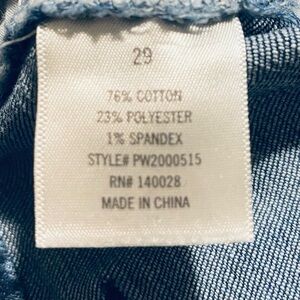 29
76% COTTON
23% POLYESTER
1% SPANDEX
STYLE# PW2000515
RN# 140028
MADE IN CHINA